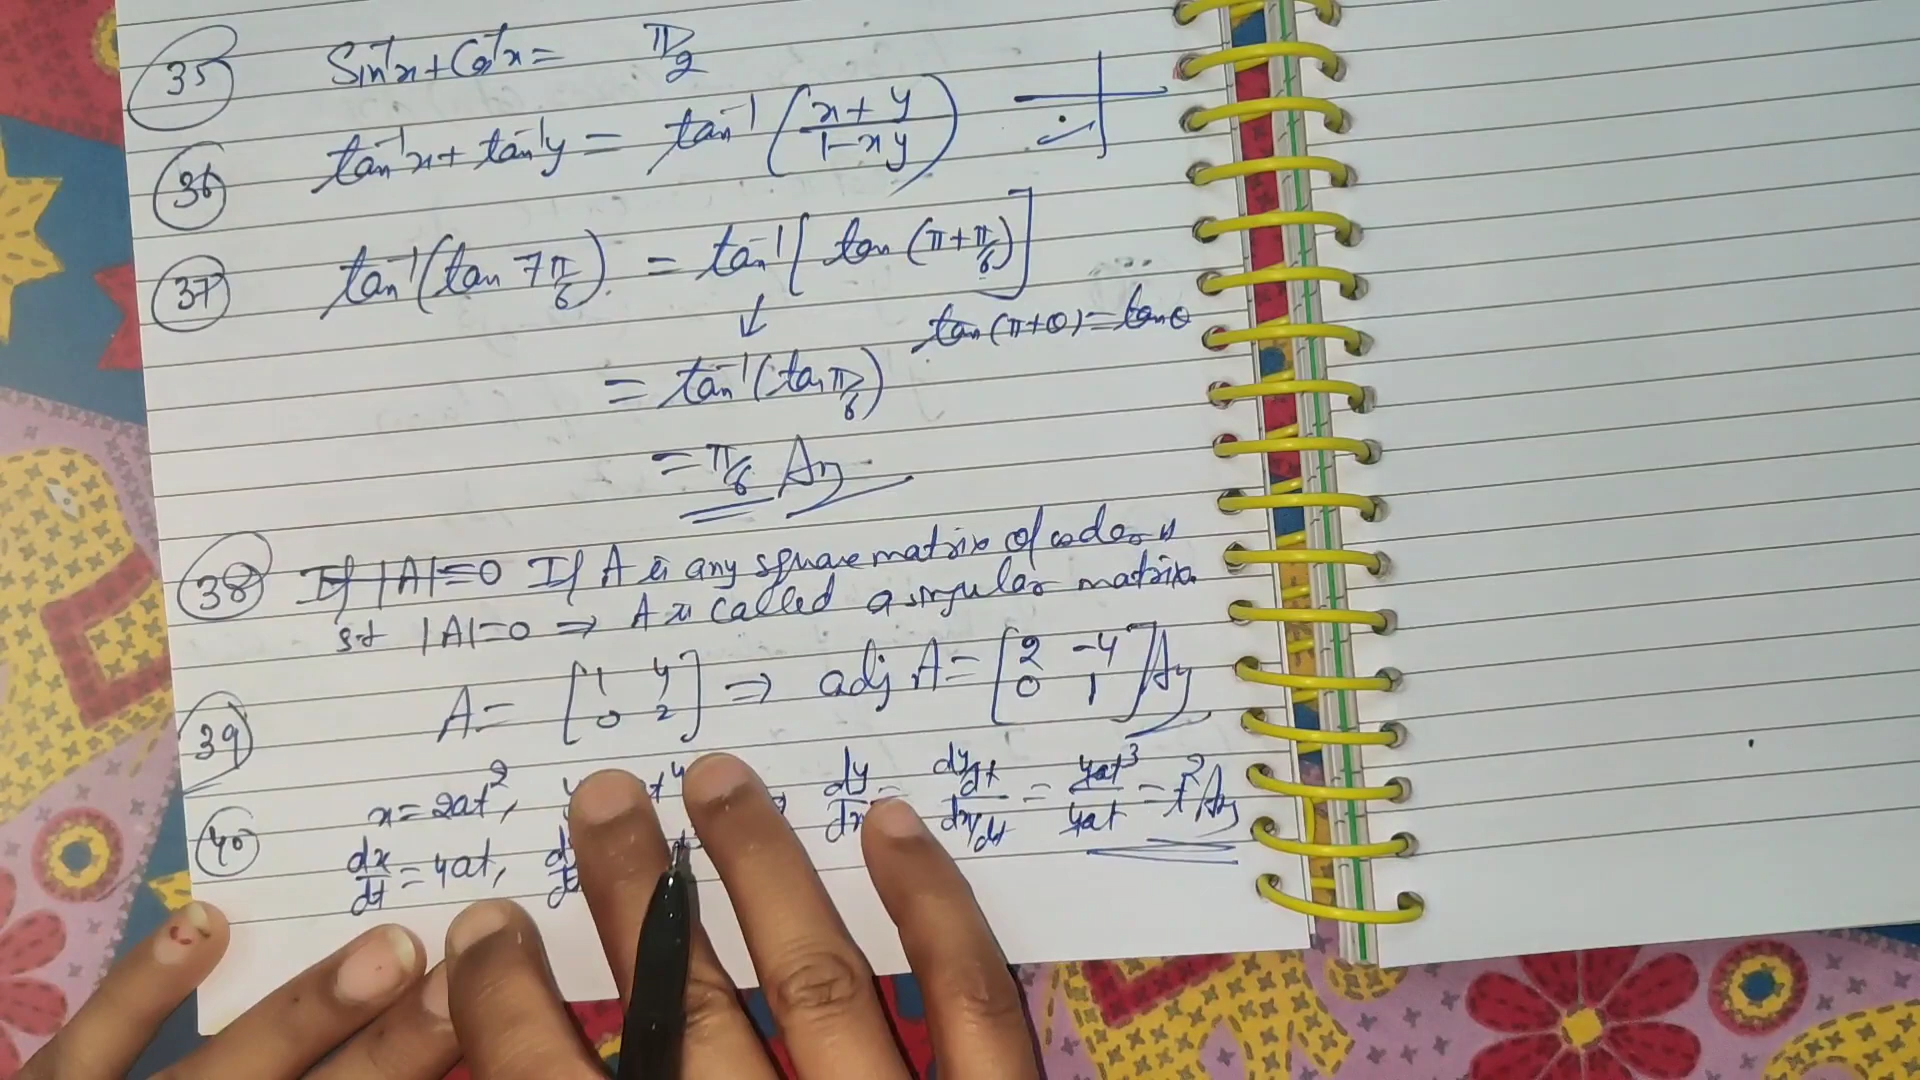 35 Sin⁻¹x + Cos⁻¹x = π/2
36 tan⁻¹x + tan⁻¹y = tan⁻¹((x + y)/(1 - xy))
37 tan⁻¹(tan 7π/6) = tan⁻¹[tan(π + π/6)]
tan(π+θ) = tanθ
= tan⁻¹(tan π/6)
= π/6 Ans
38 If |A| = 0 If A is any square matrix of order n
s.t |A| = 0 ⇒ A is called a singular matrix.
39 A = [1 4; 0 2] ⇒ adj A = [2 -4; 0 1] Ans
40 x = 2at², at⁴ dy/dx = (dy/dt)/(dx/dt) = 4at³/4at = t² Ans
dx/dt = 4at,